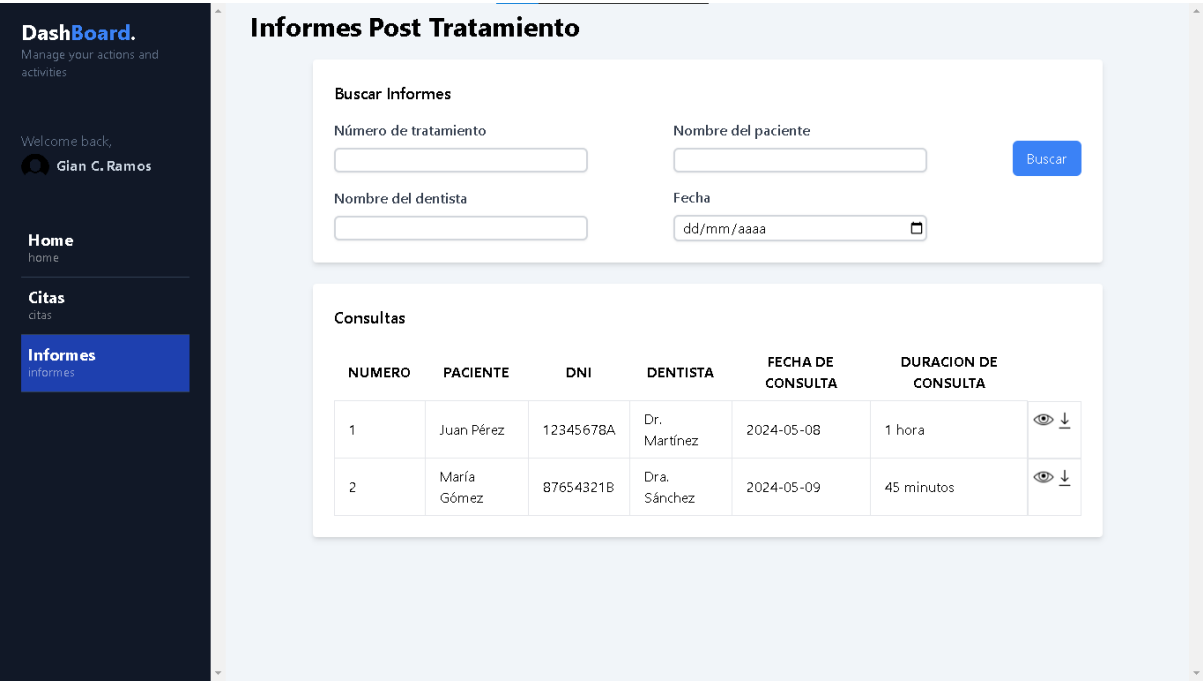 DashBoard.
Manage your actions and
activities
Welcome back,
Gian C. Ramos
Home
home
Citas
citas
Informes
informes
Informes Post Tratamiento
Buscar Informes
Número de tratamiento
Nombre del paciente
Buscar
Nombre del dentista
Fecha
dd/mm/aaaa
Consultas
NUMERO PACIENTE DNI DENTISTA FECHA DE CONSULTA DURACION DE CONSULTA
1 Juan Pérez 12345678A Dr. Martínez 2024-05-08 1 hora
2 María Gómez 87654321B Dra. Sánchez 2024-05-09 45 minutos